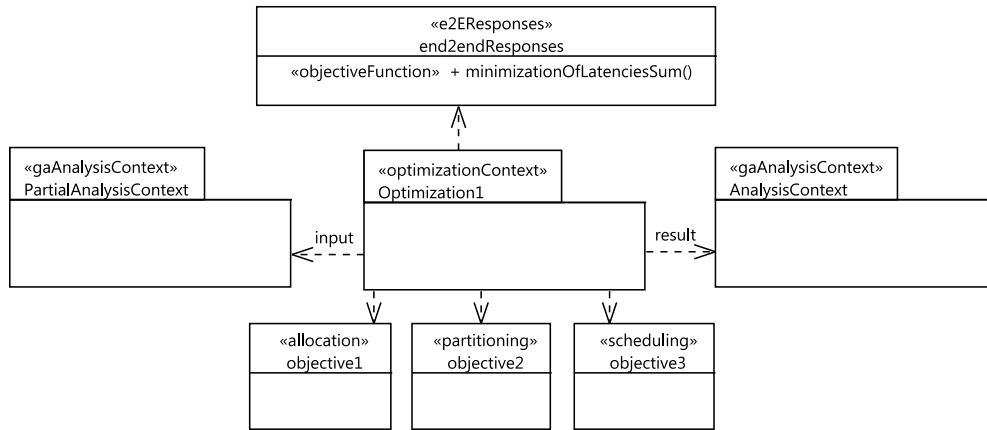 «e2EResponses»
end2endResponses
«objectiveFunction» + minimizationOfLatenciesSum()
«gaAnalysisContext»
PartialAnalysisContext
«optimizationContext»
Optimization1
«gaAnalysisContext»
AnalysisContext
input
result
«allocation»
objective1
«partitioning»
objective2
«scheduling»
objective3